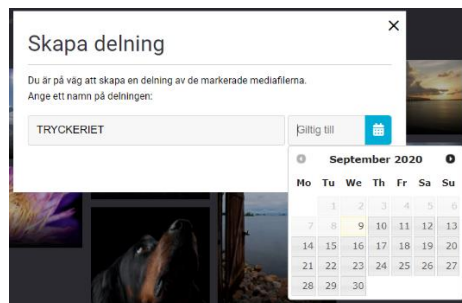 Skapa delning
Du är på väg att skapa en delning av de markerade mediafilerna.
Ange ett namn på delningen:
TRYCKERIET
Giltig till
September 2020
Mo Tu We Th Fr Sa Su
1 2 3 4 5 6
7 8 9 10 11 12 13
14 15 16 17 18 19 20
21 22 23 24 25 26 27
28 29 30